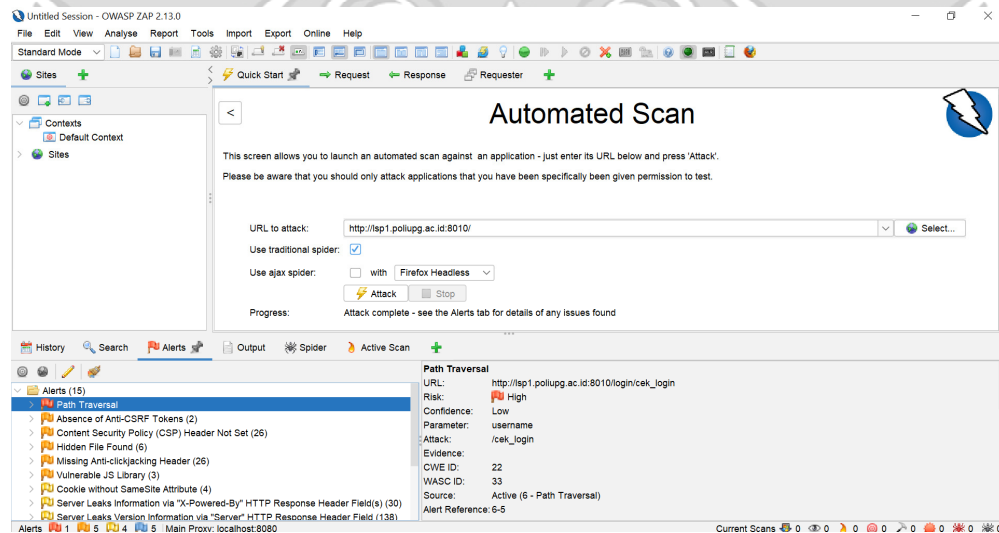 Untitled Session - OWASP ZAP 2.13.0
File Edit View Analyse Report Tools Import Export Online Help
Standard Mode
Sites
Quick Start Request Response Requester
<
Automated Scan
Contexts
Default Context
Sites
This screen allows you to launch an automated scan against an application - just enter its URL below and press 'Attack'.
Please be aware that you should only attack applications that you have been specifically been given permission to test.
URL to attack: http://lsp1.poliupg.ac.id:8010/ Select...
Use traditional spider:
Use ajax spider: with Firefox Headless
Attack Stop
Progress: Attack complete - see the Alerts tab for details of any issues found
History Search Alerts Output Spider Active Scan
Alerts (15)
Path Traversal
Absence of Anti-CSRF Tokens (2)
Content Security Policy (CSP) Header Not Set (26)
Hidden File Found (6)
Missing Anti-clickjacking Header (26)
Vulnerable JS Library (3)
Cookie without SameSite Attribute (4)
Server Leaks Information via "X-Powered-By" HTTP Response Header Field(s) (30)
Server Leaks Version Information via "Server" HTTP Response Header Field (138)
Path Traversal
URL: http://lsp1.poliupg.ac.id:8010/login/cek_login
Risk: High
Confidence: Low
Parameter: username
Attack: /cek_login
Evidence:
CWE ID: 22
WASC ID: 33
Source: Active (6 - Path Traversal)
Alert Reference: 6-5
Alerts 1 5 4 5 Main Proxy: localhost:8080
Current Scans 0 0 0 0 0 0 0 0